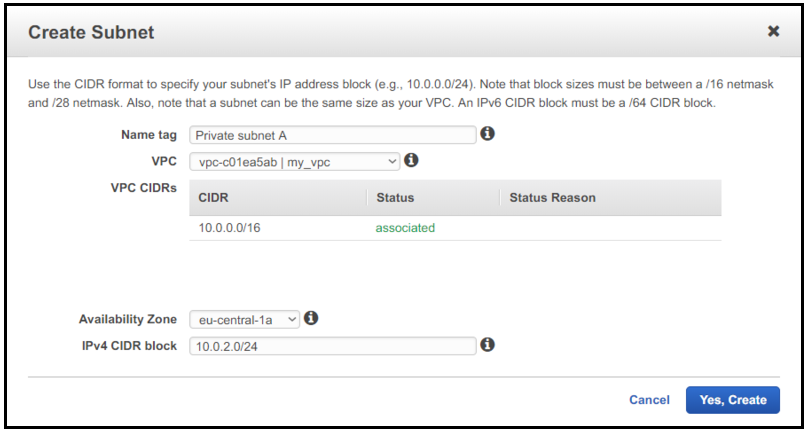 Create Subnet
Use the CIDR format to specify your subnet's IP address block (e.g., 10.0.0.0/24). Note that block sizes must be between a /16 netmask
and /28 netmask. Also, note that a subnet can be the same size as your VPC. An IPv6 CIDR block must be a /64 CIDR block.
Name tag Private subnet A
VPC vpc-c01ea5ab | my_vpc
VPC CIDRs
CIDR Status Status Reason
10.0.0.0/16 associated
Availability Zone eu-central-1a
IPv4 CIDR block 10.0.2.0/24
Cancel Yes, Create